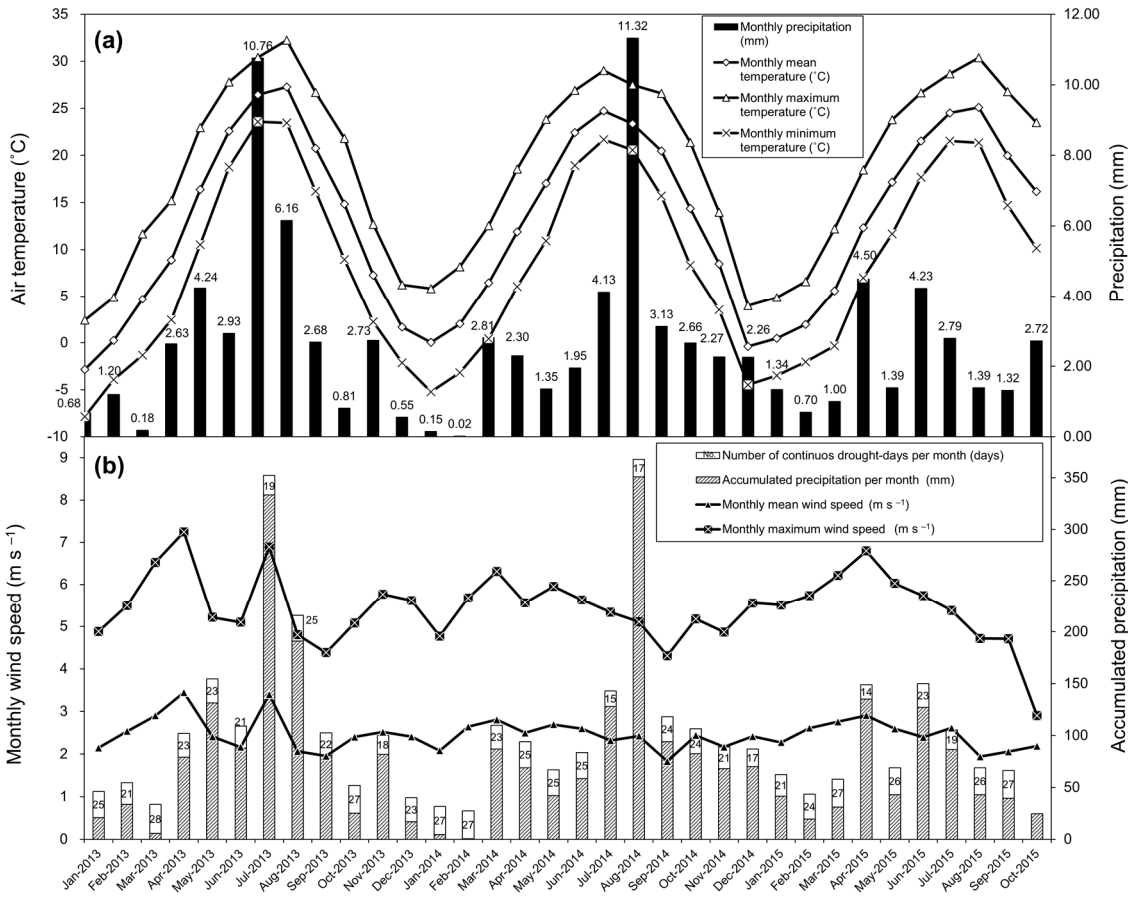 (a)
Air temperature (˚C)
35
30
25
20
15
10
5
0
-5
-10
Precipitation (mm)
12.00
10.00
8.00
6.00
4.00
2.00
0.00
Monthly precipitation
(mm)
Monthly mean
temperature (˚C)
Monthly maximum
temperature (˚C)
Monthly minimum
temperature (˚C)
0.68
1.20
0.18
2.63
4.24
2.93
10.76
6.16
2.68
0.81
2.73
0.55
0.15
0.02
2.81
2.30
1.35
1.95
4.13
11.32
3.13
2.66
2.27
2.26
1.34
0.70
1.00
4.50
1.39
4.23
2.79
1.39
1.32
2.72
(b)
Monthly wind speed (m s ⁻¹)
9
8
7
6
5
4
3
2
1
0
Accumulated precipitation (mm)
350
300
250
200
150
100
50
0
No. Number of continuos drought-days per month (days)
Accumulated precipitation per month (mm)
Monthly mean wind speed (m s ⁻¹)
Monthly maximum wind speed (m s ⁻¹)
25
21
28
23
23
21
19
25
22
27
18
23
27
27
23
25
25
25
15
17
24
24
21
17
21
24
27
14
26
23
19
26
27
Jan-2013
Feb-2013
Mar-2013
Apr-2013
May-2013
Jun-2013
Jul-2013
Aug-2013
Sep-2013
Oct-2013
Nov-2013
Dec-2013
Jan-2014
Feb-2014
Mar-2014
Apr-2014
May-2014
Jun-2014
Jul-2014
Aug-2014
Sep-2014
Oct-2014
Nov-2014
Dec-2014
Jan-2015
Feb-2015
Mar-2015
Apr-2015
May-2015
Jun-2015
Jul-2015
Aug-2015
Sep-2015
Oct-2015